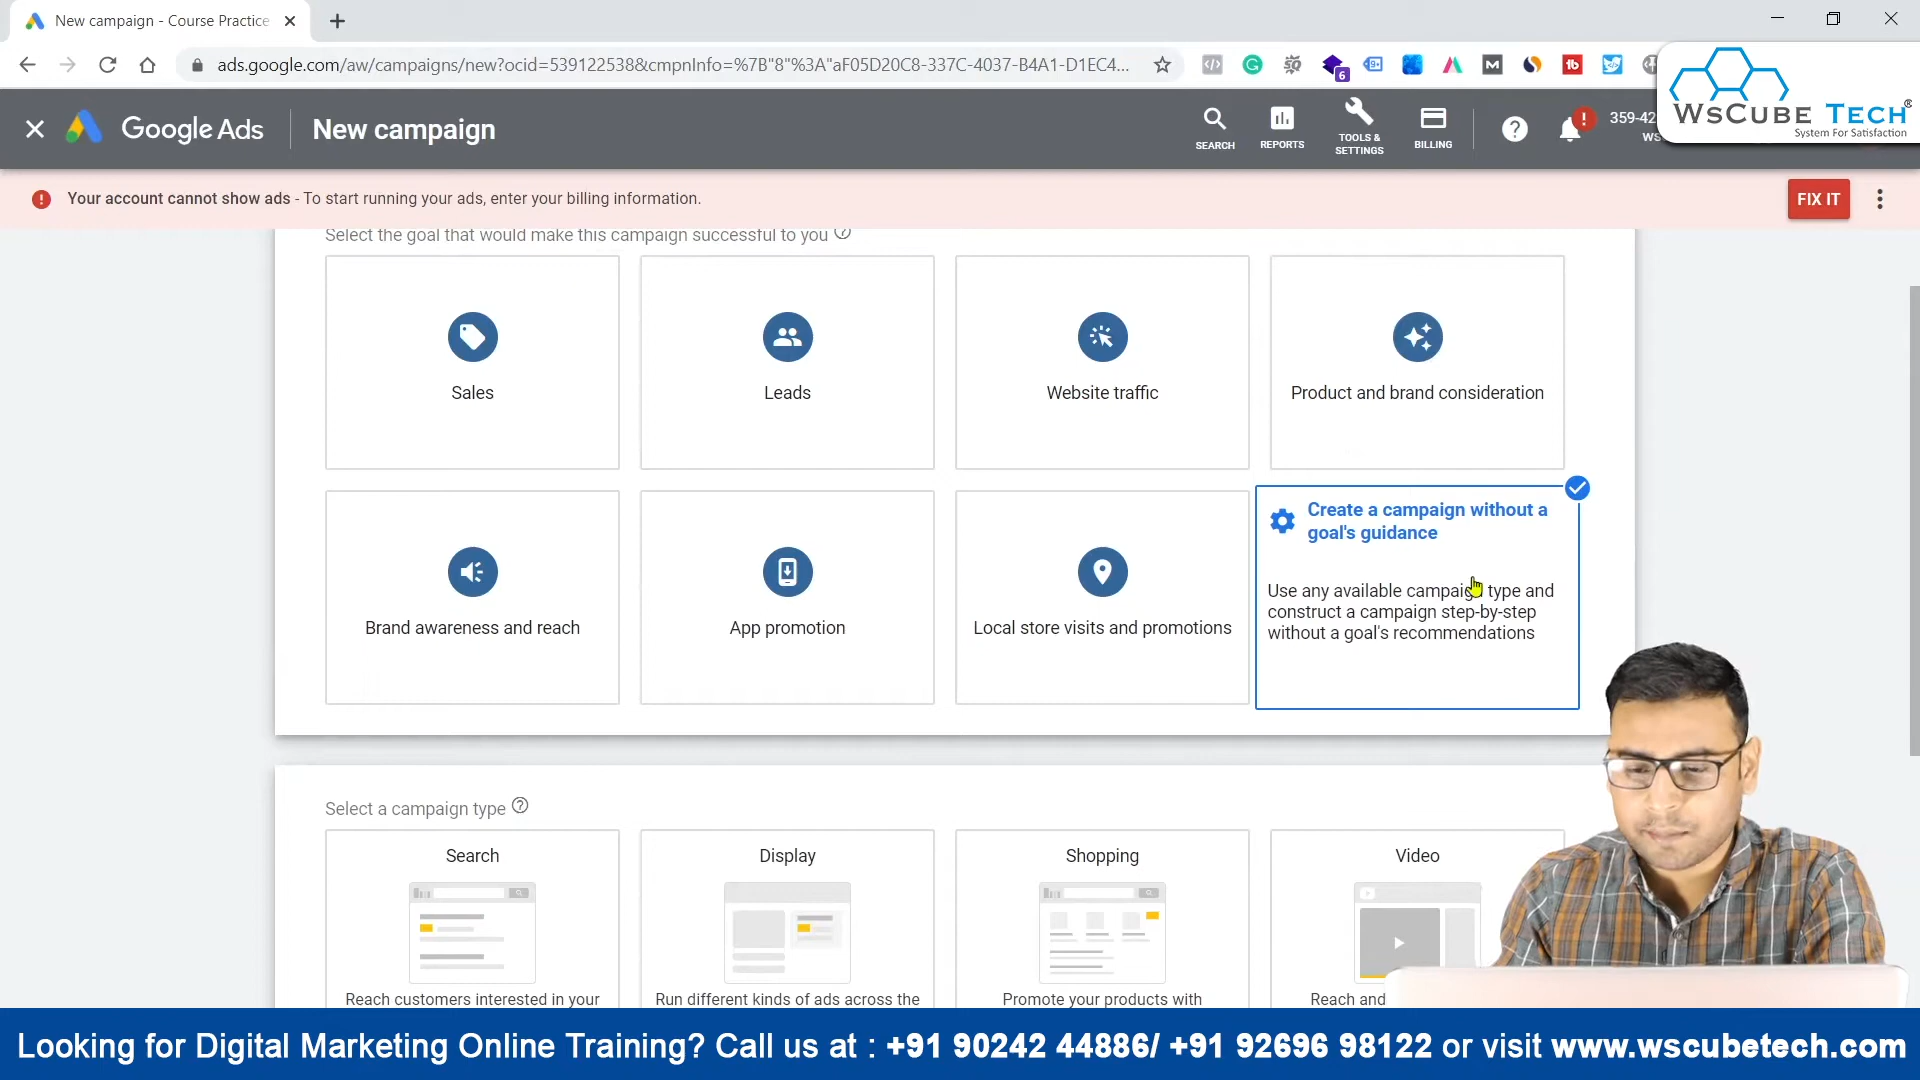 New campaign - Course Practice
ads.google.com/aw/campaigns/new?ocid=539122538&cmpnInfo=%7B"8"%3A"aF05D20C8-337C-4037-B4A1-D1EC4...
6
WsCube Tech®
System For Satisfaction
Google Ads
New campaign
SEARCH
REPORTS
TOOLS &
SETTINGS
BILLING
359-42
WS
Your account cannot show ads - To start running your ads, enter your billing information.
FIX IT
Select the goal that would make this campaign successful to you
Sales
Leads
Website traffic
Product and brand consideration
Brand awareness and reach
App promotion
Local store visits and promotions
Create a campaign without a
goal's guidance
Use any available campaign type and
construct a campaign step-by-step
without a goal's recommendations
Select a campaign type
Search
Display
Shopping
Video
Reach customers interested in your
Run different kinds of ads across the
Promote your products with
Reach and
Looking for Digital Marketing Online Training? Call us at : +91 90242 44886/ +91 92696 98122 or visit www.wscubetech.com